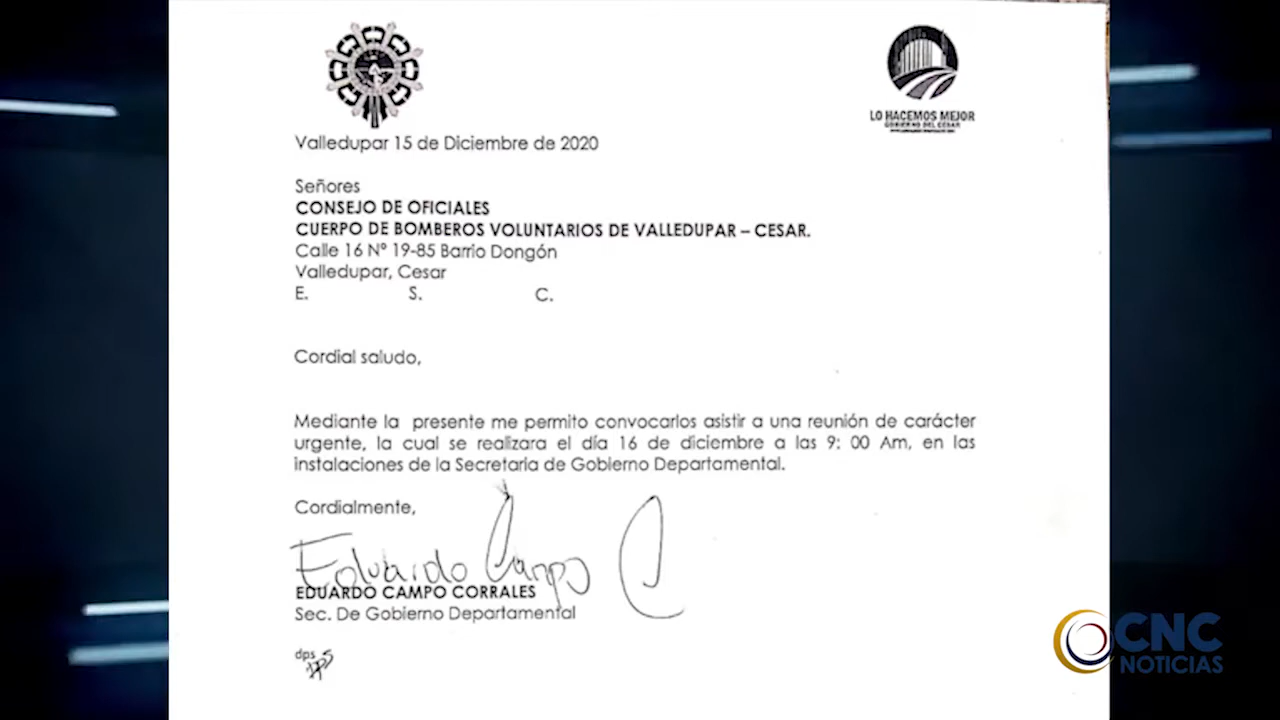 LO HACEMOS MEJOR
GOBIERNO DEL CESAR
Valledupar 15 de Diciembre de 2020
Señores
CONSEJO DE OFICIALES
CUERPO DE BOMBEROS VOLUNTARIOS DE VALLEDUPAR – CESAR.
Calle 16 Nº 19-85 Barrio Dongón
Valledupar, Cesar
E. S. C.
Cordial saludo,
Mediante la presente me permito convocarlos asistir a una reunión de carácter
urgente, la cual se realizara el día 16 de diciembre a las 9: 00 Am, en las
instalaciones de la Secretaria de Gobierno Departamental.
Cordialmente,
Eduardo Campo C
EDUARDO CAMPO CORRALES
Sec. De Gobierno Departamental
dps
CNC
NOTICIAS